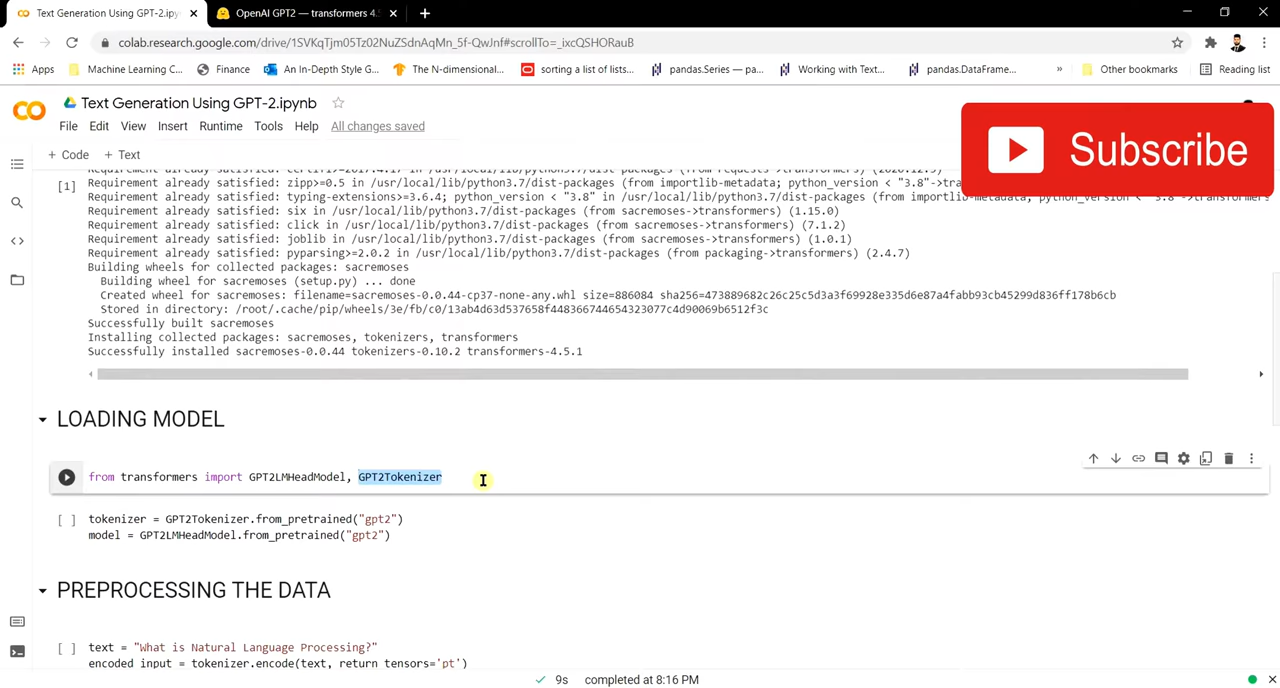 Text Generation Using GPT-2.ipy
OpenAI GPT2 — transformers 4.
colab.research.google.com/drive/1SVKqTjm05Tz02NuZSdnAqMn_5f-QwJnf#scrollTo=_ixcQSHORauB
Apps
Machine Learning C...
Finance
An In-Depth Style G...
The N-dimensional...
sorting a list of lists...
pandas.Series — pa...
Working with Text...
pandas.DataFrame...
»
Other bookmarks
Reading list
Text Generation Using GPT-2.ipynb
File Edit View Insert Runtime Tools Help All changes saved
Subscribe
+ Code + Text
[1]
Requirement already satisfied: zipp>=0.5 in /usr/local/lib/python3.7/dist-packages (from importlib-metadata; python_version < "3.8"->tran
Requirement already satisfied: typing-extensions>=3.6.4; python_version < "3.8" in /usr/local/lib/python3.7/dist-packages (from importlib-metadata; python_version < "3.8"->transformers
Requirement already satisfied: six in /usr/local/lib/python3.7/dist-packages (from sacremoses->transformers) (1.15.0)
Requirement already satisfied: click in /usr/local/lib/python3.7/dist-packages (from sacremoses->transformers) (7.1.2)
Requirement already satisfied: joblib in /usr/local/lib/python3.7/dist-packages (from sacremoses->transformers) (1.0.1)
Requirement already satisfied: pyparsing>=2.0.2 in /usr/local/lib/python3.7/dist-packages (from packaging->transformers) (2.4.7)
Building wheels for collected packages: sacremoses
Building wheel for sacremoses (setup.py) ... done
Created wheel for sacremoses: filename=sacremoses-0.0.44-cp37-none-any.whl size=886084 sha256=473889682c26c25c5d3a3f69928e335d6e87a4fabb93cb45299d836ff178b6cb
Stored in directory: /root/.cache/pip/wheels/3e/fb/c0/13ab4d63d537658f448366744654323077c4d90069b6512f3c
Successfully built sacremoses
Installing collected packages: sacremoses, tokenizers, transformers
Successfully installed sacremoses-0.0.44 tokenizers-0.10.2 transformers-4.5.1
LOADING MODEL
from transformers import GPT2LMHeadModel, GPT2Tokenizer
[ ] tokenizer = GPT2Tokenizer.from_pretrained("gpt2")
model = GPT2LMHeadModel.from_pretrained("gpt2")
PREPROCESSING THE DATA
[ ] text = "What is Natural Language Processing?"
encoded_input = tokenizer.encode(text, return_tensors='pt')
9s completed at 8:16 PM